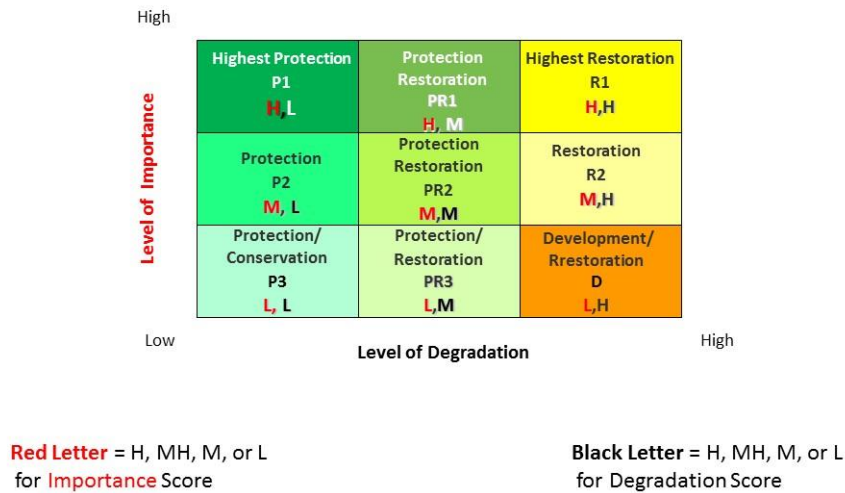 High
Level of Importance
Highest Protection
P1
H,L
Protection
Restoration
PR1
H, M
Highest Restoration
R1
H,H
Protection
P2
M, L
Protection
Restoration
PR2
M,M
Restoration
R2
M,H
Protection/
Conservation
P3
L, L
Protection/
Restoration
PR3
L,M
Development/
Rrestoration
D
L,H
Low
Level of Degradation
High
Red Letter = H, MH, M, or L
for Importance Score
Black Letter = H, MH, M, or L
for Degradation Score